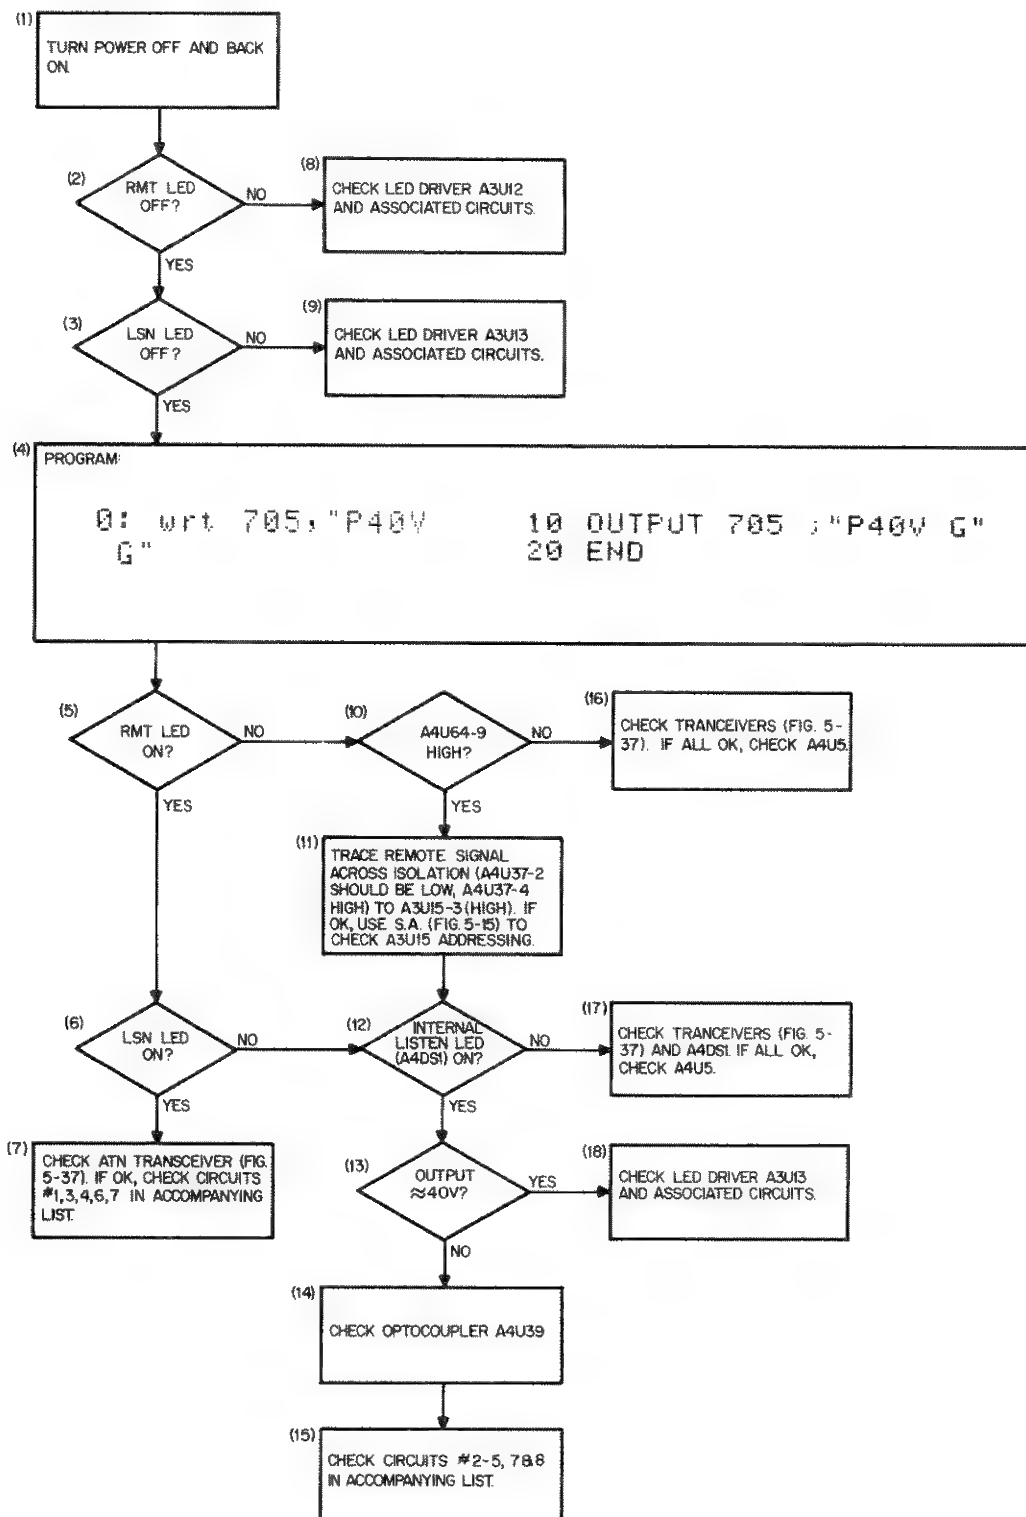 (1)
TURN POWER OFF AND BACK
ON.
(2)
RMT LED
OFF?
NO
YES
(8)
CHECK LED DRIVER A3U12
AND ASSOCIATED CIRCUITS.
(3)
LSN LED
OFF?
NO
YES
(9)
CHECK LED DRIVER A3U13
AND ASSOCIATED CIRCUITS.
(4)
PROGRAM:
0: wrt 705,"P40V
G"
10 OUTPUT 705 ;"P40V G"
20 END
(5)
RMT LED
ON?
NO
YES
(10)
A4U64-9
HIGH?
NO
YES
(16)
CHECK TRANCEIVERS (FIG. 5-
37). IF ALL OK, CHECK A4U5.
(11)
TRACE REMOTE SIGNAL
ACROSS ISOLATION (A4U37-2
SHOULD BE LOW, A4U37-4
HIGH) TO A3U15-3 (HIGH). IF
OK, USE S.A. (FIG. 5-15) TO
CHECK A3U15 ADDRESSING.
(6)
LSN LED
ON?
NO
YES
(12)
INTERNAL
LISTEN LED
(A4DS1) ON?
NO
YES
(17)
CHECK TRANCEIVERS (FIG. 5-
37) AND A4DS1. IF ALL OK,
CHECK A4U5.
(7)
CHECK ATN TRANSCEIVER (FIG.
5-37). IF OK, CHECK CIRCUITS
#1,3,4,6,7 IN ACCOMPANYING
LIST.
(13)
OUTPUT
≈40V?
YES
NO
(18)
CHECK LED DRIVER A3U13
AND ASSOCIATED CIRCUITS.
(14)
CHECK OPTOCOUPLER A4U39
(15)
CHECK CIRCUITS #2-5, 7&8
IN ACCOMPANYING LIST.